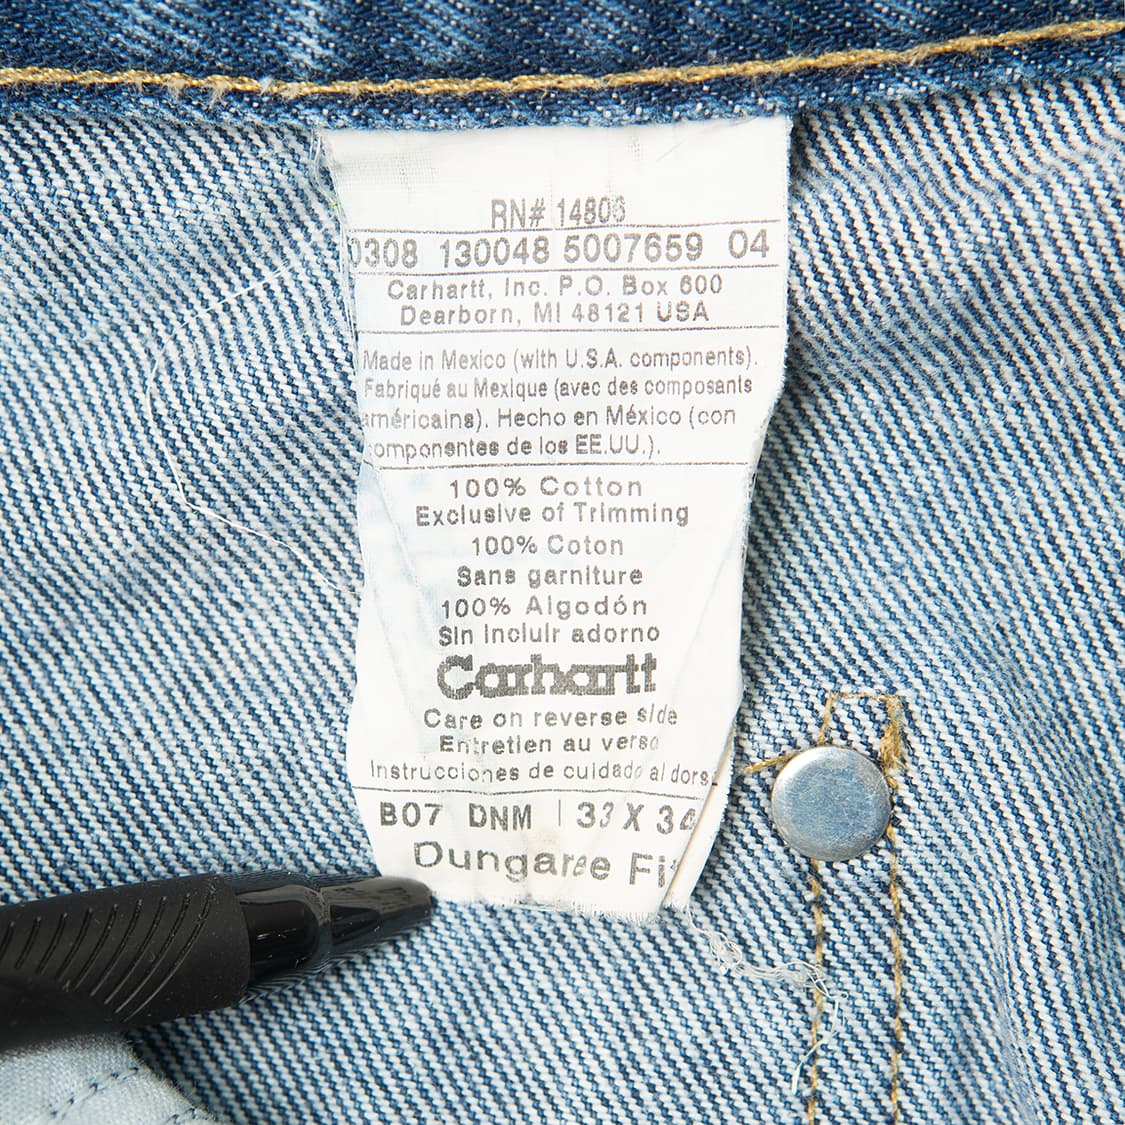 RN# 14806
0308 130048 5007659 04
Carhartt, Inc. P.O. Box 600
Dearborn, MI 48121 USA
Made in Mexico (with U.S.A. components).
Fabriqué au Mexique (avec des composants
américains). Hecho en México (con
componentes de los EE.UU.).
100% Cotton
Exclusive of Trimming
100% Coton
Sans garniture
100% Algodón
Sin incluir adorno
Carhartt
Care on reverse side
Entretien au verso
Instrucciones de cuidado al dors
B07 DNM | 33 X 34
Dungaree Fit